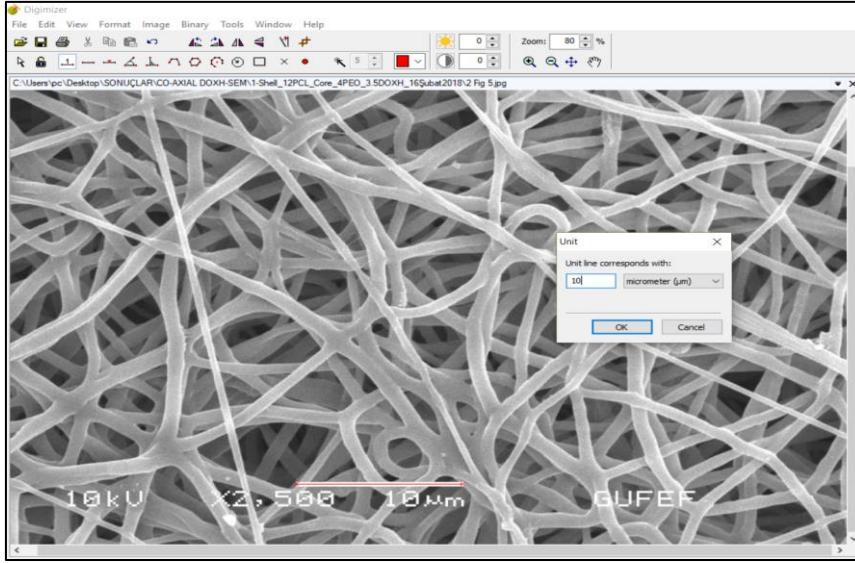 Digimizer
File Edit View Format Image Binary Tools Window Help
0 Zoom: 80 %
1 5 0
C:\Users\pc\Desktop\SONUÇLAR\CO-AXIAL DOXH-SEM\1-Shell_12PCL_Core_4PEO_3.5DOXH_16Şubat2018\2 Fig 5.jpg
Unit
Unit line corresponds with:
10 micrometer (µm)
OK Cancel
10kV X2,500 10µm GUFEF